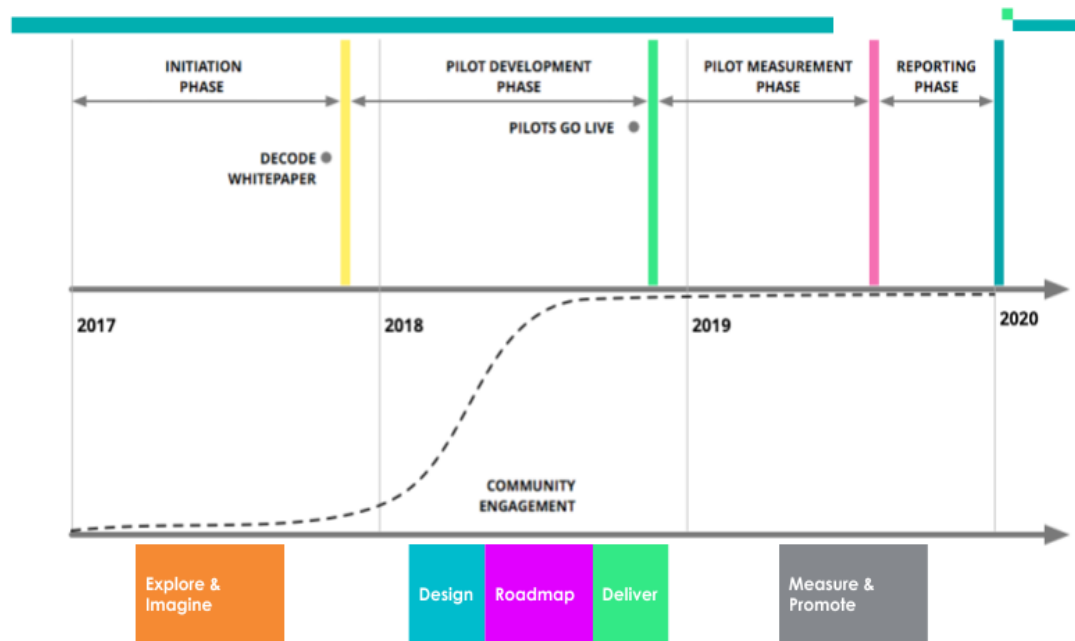 INITIATION
PHASE
PILOT DEVELOPMENT
PHASE
PILOT MEASUREMENT
PHASE
REPORTING
PHASE
PILOTS GO LIVE
DECODE
WHITEPAPER
2017
2018
2019
2020
COMMUNITY
ENGAGEMENT
Explore &
Imagine
Design
Roadmap
Deliver
Measure &
Promote